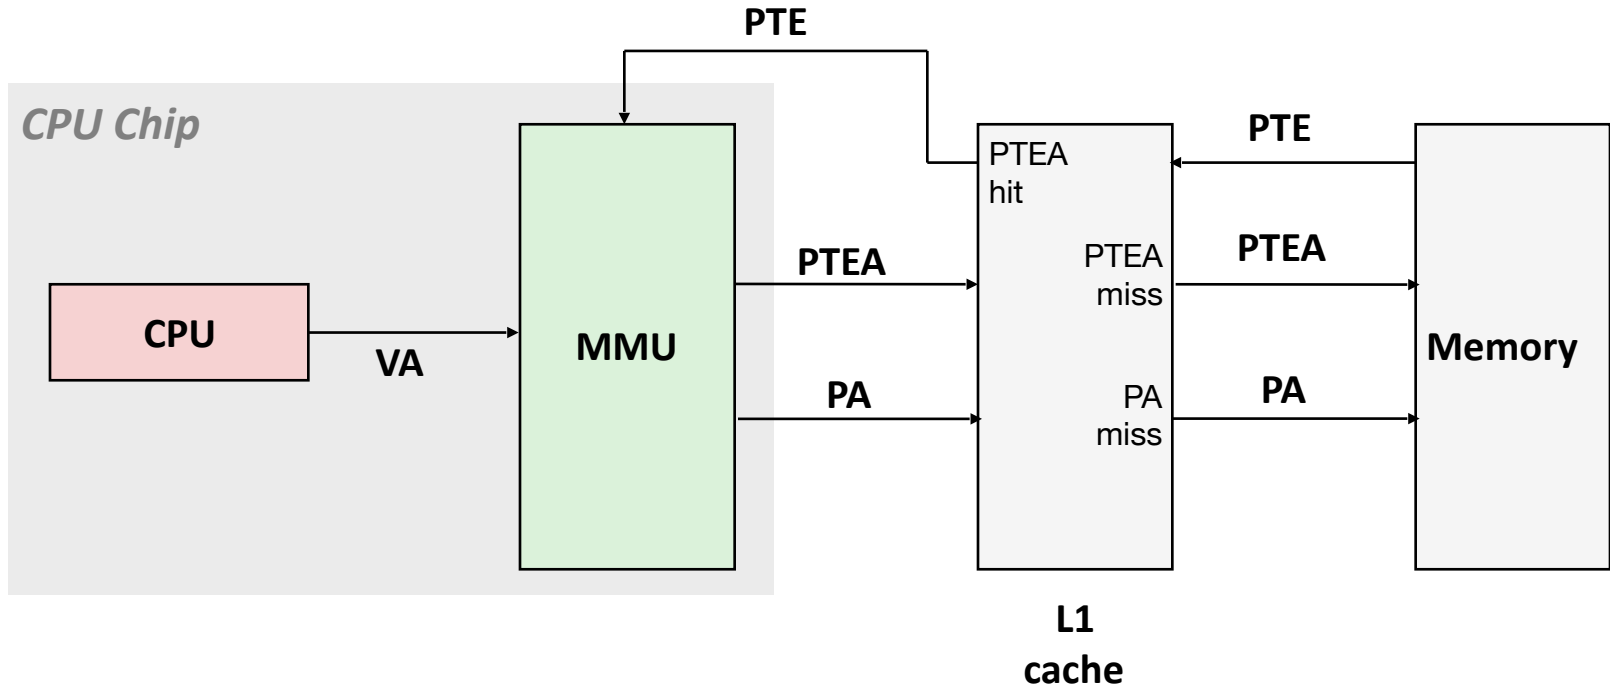 PTE
CPU Chip
PTEA
hit
PTE
PTEA
miss
PTEA
PTEA
CPU
VA
MMU
Memory
PA
PA
miss
PA
L1
cache